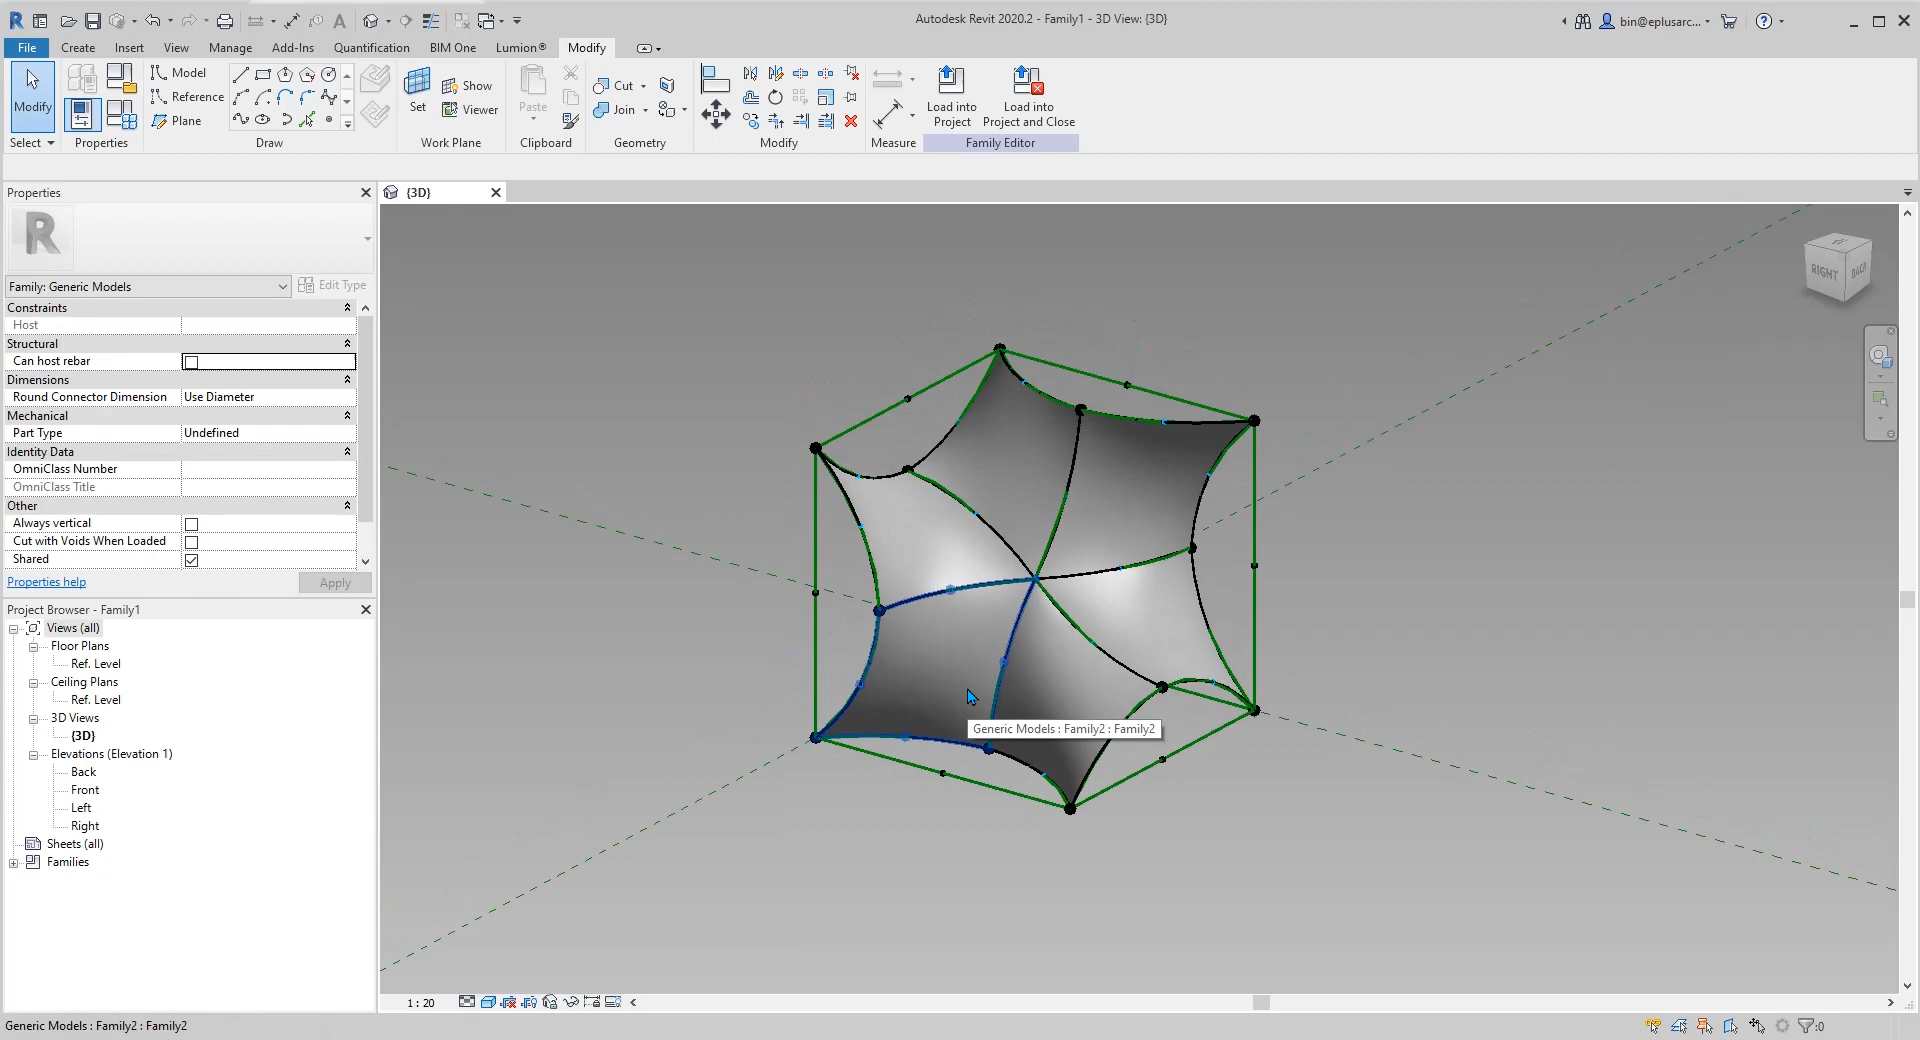 Autodesk Revit 2020.2 - Family1 - 3D View: {3D}
bin@eplusarc...
File Create Insert View Manage Add-Ins Quantification BIM One Lumion® Modify
Modify
Select
Properties
Model
Reference
Plane
Draw
Set
Show
Viewer
Work Plane
Paste
Clipboard
Cut
Join
Geometry
Modify
Measure
Load into
Project
Load into
Project and Close
Family Editor
Properties
{3D}
R
Family: Generic Models
Edit Type
Constraints
Host
Structural
Can host rebar
Dimensions
Round Connector Dimension Use Diameter
Mechanical
Part Type Undefined
Identity Data
OmniClass Number
OmniClass Title
Other
Always vertical
Cut with Voids When Loaded
Shared
Properties help
Apply
Project Browser - Family1
Views (all)
Floor Plans
Ref. Level
Ceiling Plans
Ref. Level
3D Views
{3D}
Elevations (Elevation 1)
Back
Front
Left
Right
Sheets (all)
Families
RIGHT
BACK
Generic Models : Family2 : Family2
1 : 20
Generic Models : Family2 : Family2
:0